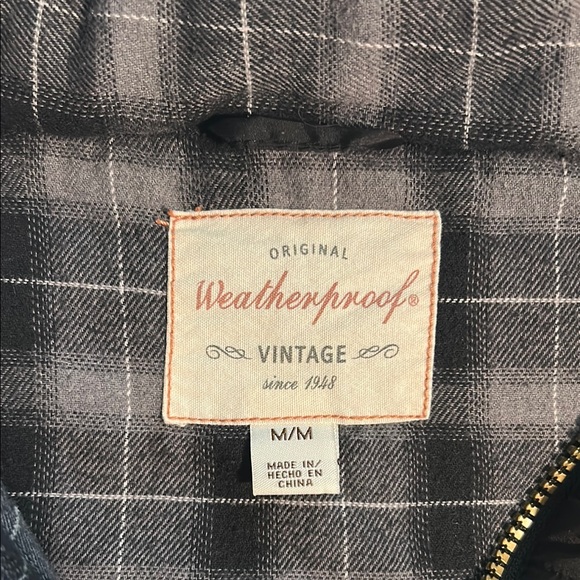 ORIGINAL
Weatherproof®
VINTAGE
since 1948
M/M
MADE IN/
HECHO EN
CHINA